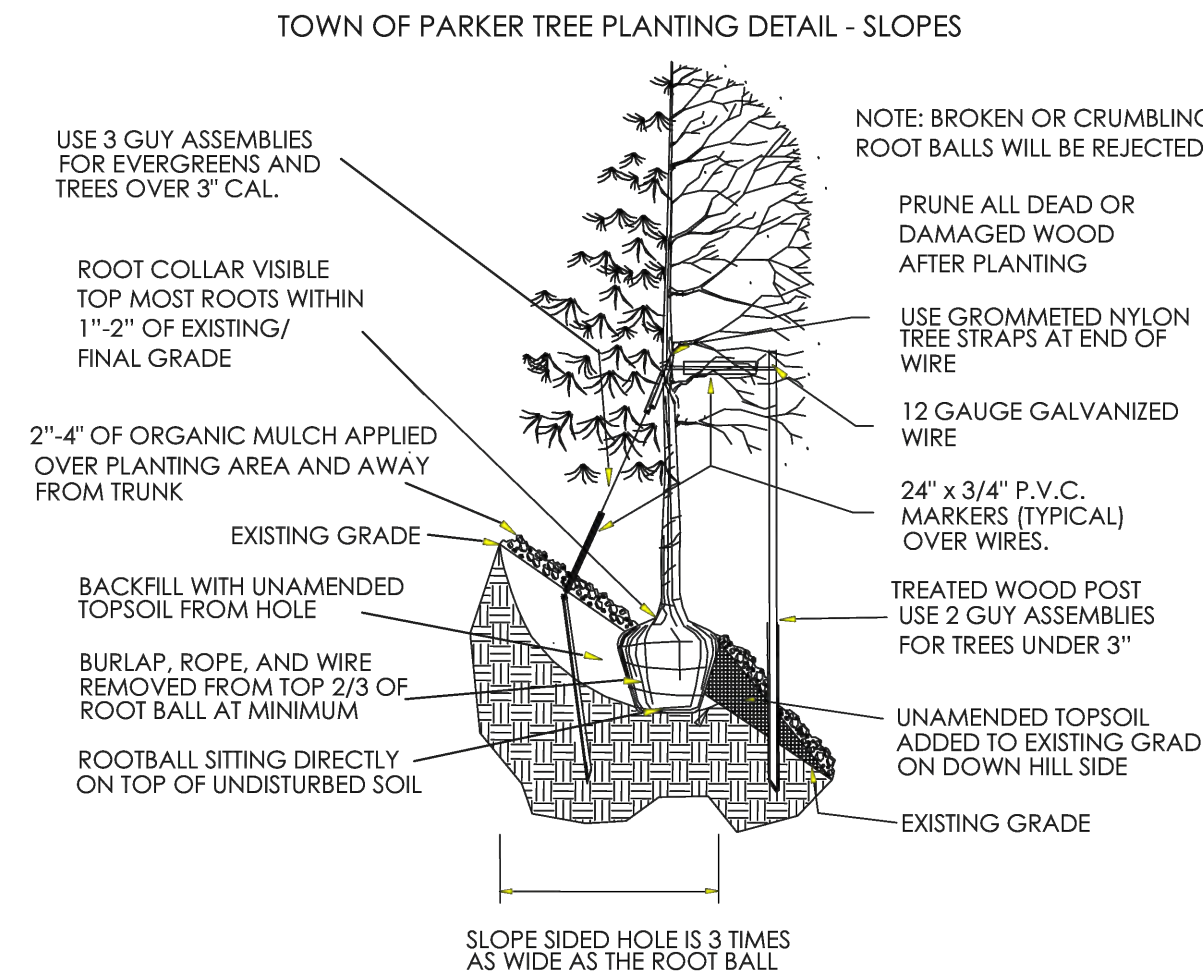 TOWN OF PARKER TREE PLANTING DETAIL - SLOPES
USE 3 GUY ASSEMBLIES
FOR EVERGREENS AND
TREES OVER 3" CAL.
ROOT COLLAR VISIBLE
TOP MOST ROOTS WITHIN
1"-2" OF EXISTING/
FINAL GRADE
2"-4" OF ORGANIC MULCH APPLIED
OVER PLANTING AREA AND AWAY
FROM TRUNK
EXISTING GRADE
BACKFILL WITH UNAMENDED
TOPSOIL FROM HOLE
BURLAP, ROPE, AND WIRE
REMOVED FROM TOP 2/3 OF
ROOT BALL AT MINIMUM
ROOTBALL SITTING DIRECTLY
ON TOP OF UNDISTURBED SOIL
NOTE: BROKEN OR CRUMBLING
ROOT BALLS WILL BE REJECTED
PRUNE ALL DEAD OR
DAMAGED WOOD
AFTER PLANTING
USE GROMMETED NYLON
TREE STRAPS AT END OF
WIRE
12 GAUGE GALVANIZED
WIRE
24" x 3/4" P.V.C.
MARKERS (TYPICAL)
OVER WIRES.
TREATED WOOD POST
USE 2 GUY ASSEMBLIES
FOR TREES UNDER 3"
UNAMENDED TOPSOIL
ADDED TO EXISTING GRAD
ON DOWN HILL SIDE
EXISTING GRADE
SLOPE SIDED HOLE IS 3 TIMES
AS WIDE AS THE ROOT BALL